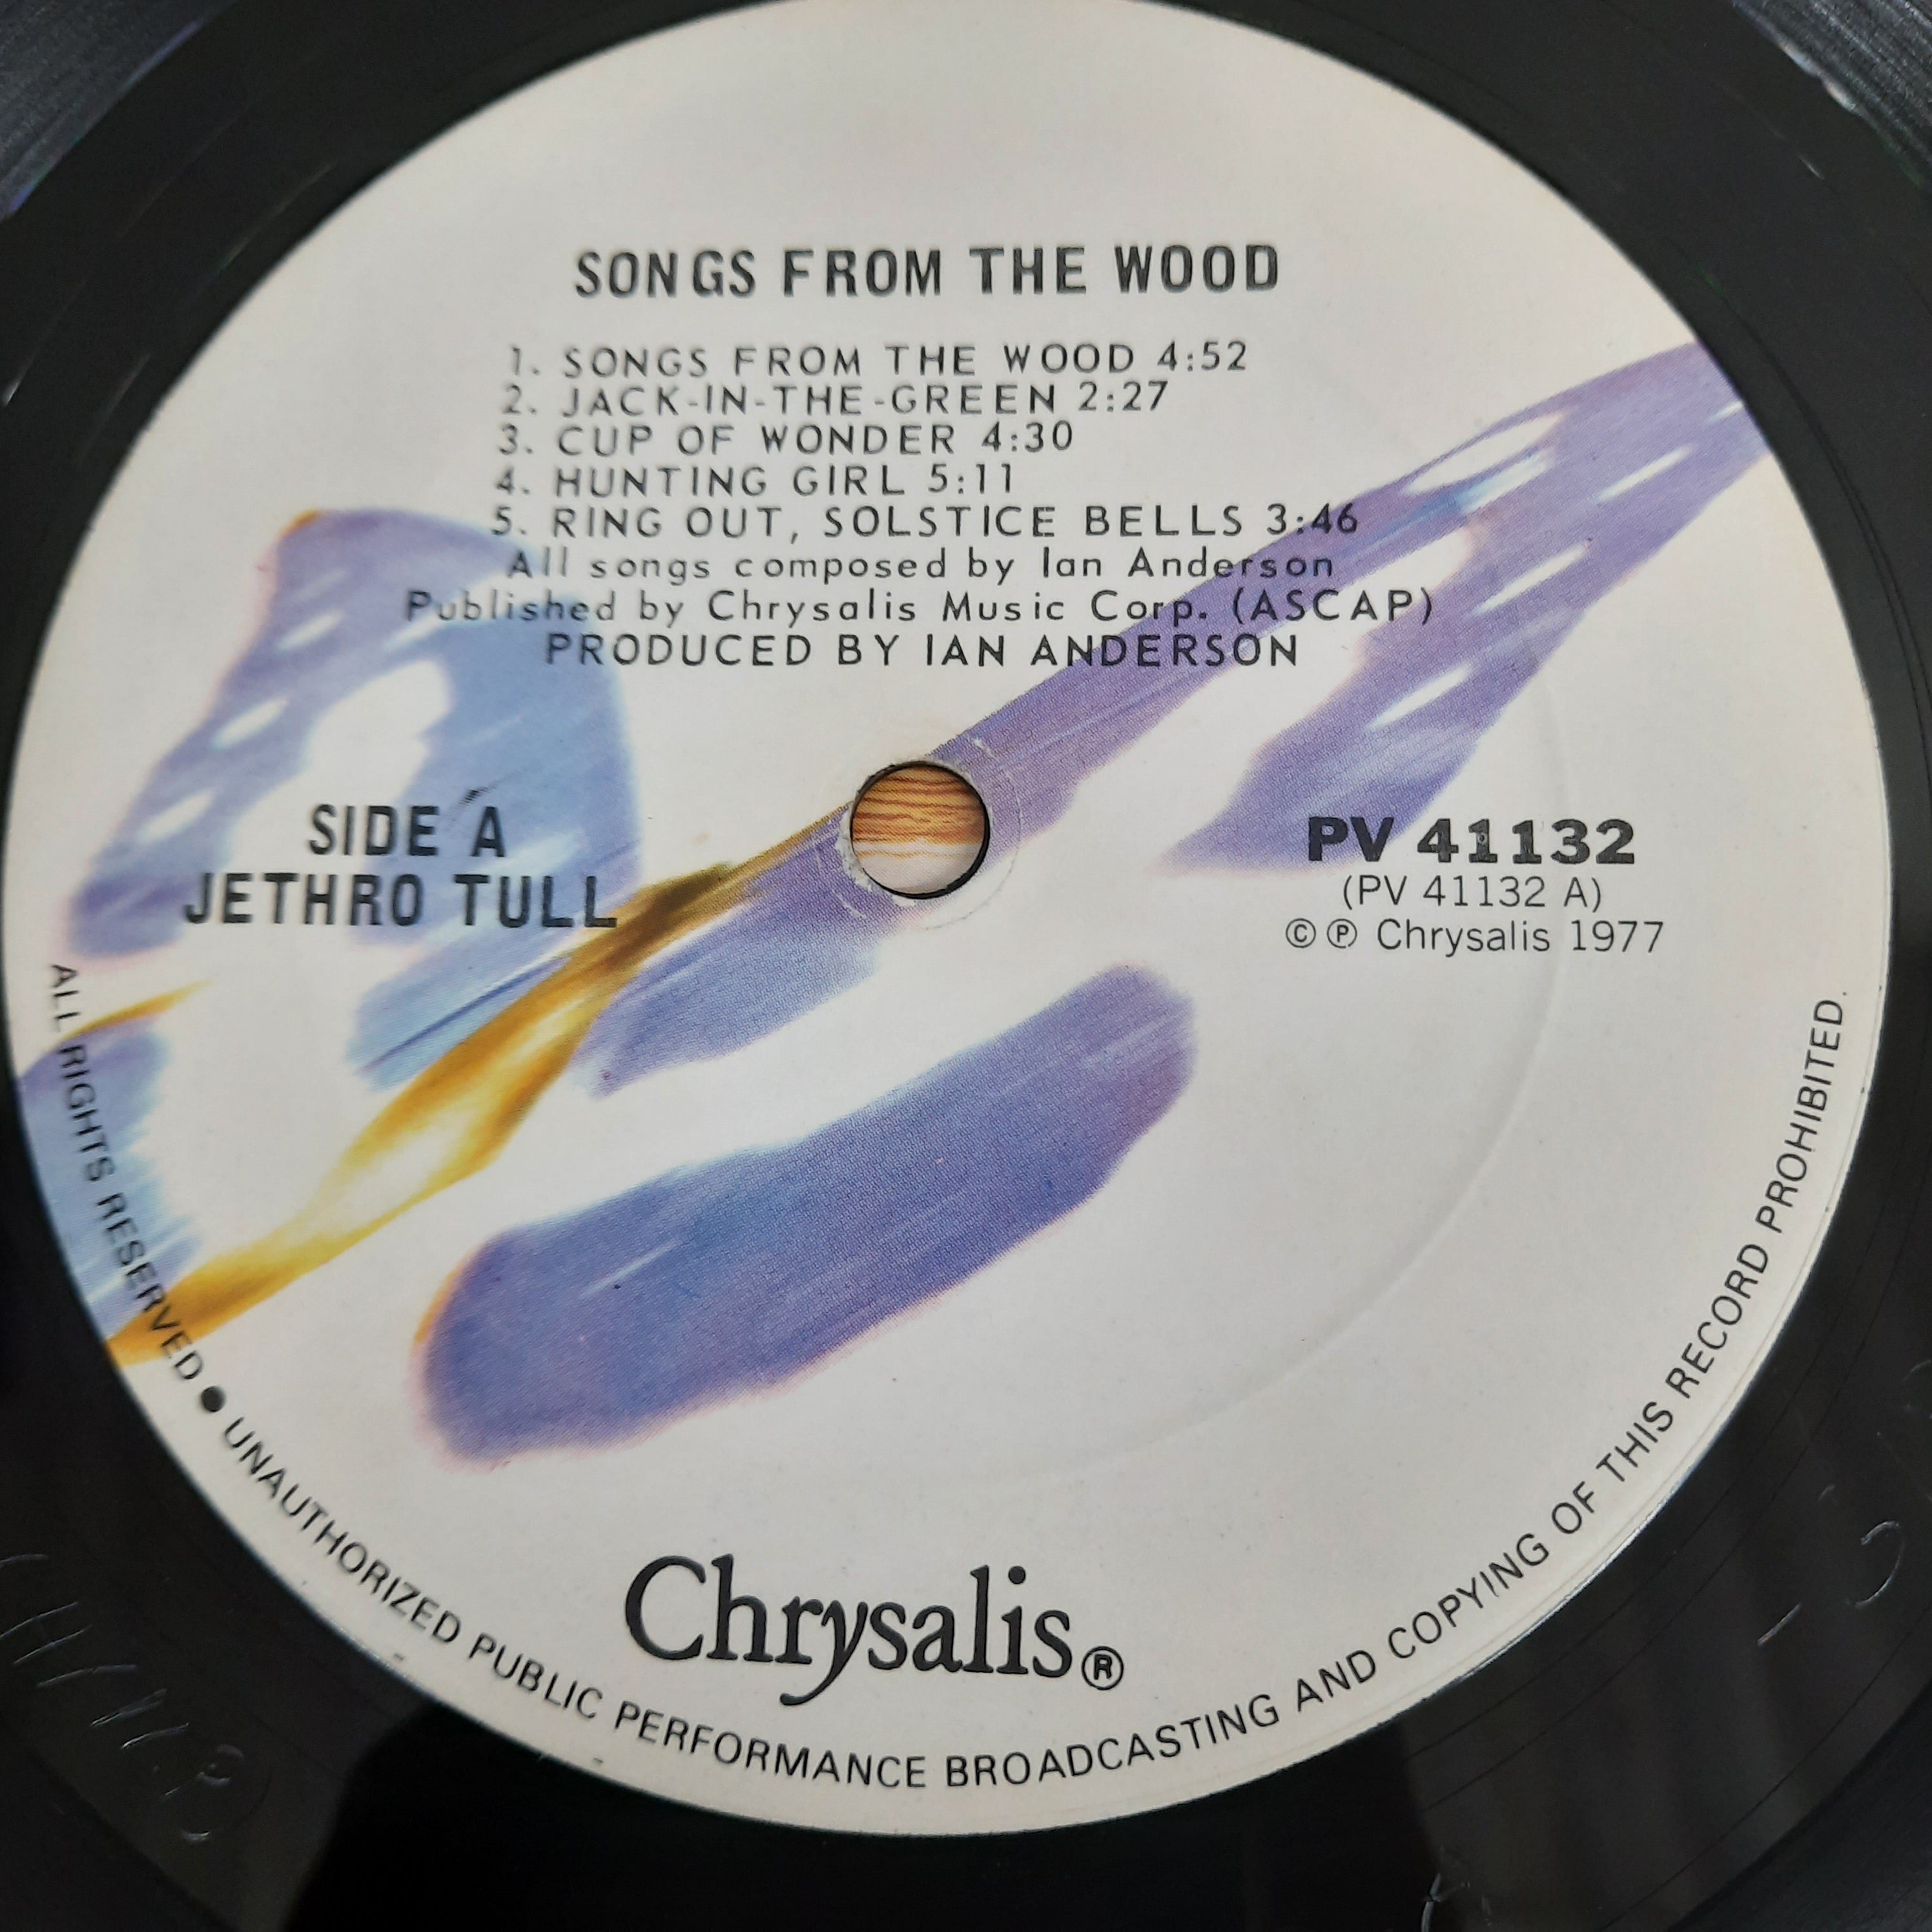 SONGS FROM THE WOOD
1. SONGS FROM THE WOOD 4:52
2. JACK-IN-THE-GREEN 2:27
3. CUP OF WONDER 4:30
4. HUNTING GIRL 5:11
5. RING OUT, SOLSTICE BELLS 3:46
All songs composed by Ian Anderson
Published by Chrysalis Music Corp. (ASCAP)
PRODUCED BY IAN ANDERSON
SIDE A
JETHRO TULL
PV 41132
(PV 41132 A)
©℗ Chrysalis 1977
Chrysalis®
ALL RIGHTS RESERVED ● UNAUTHORIZED PUBLIC PERFORMANCE BROADCASTING AND COPYING OF THIS RECORD PROHIBITED.